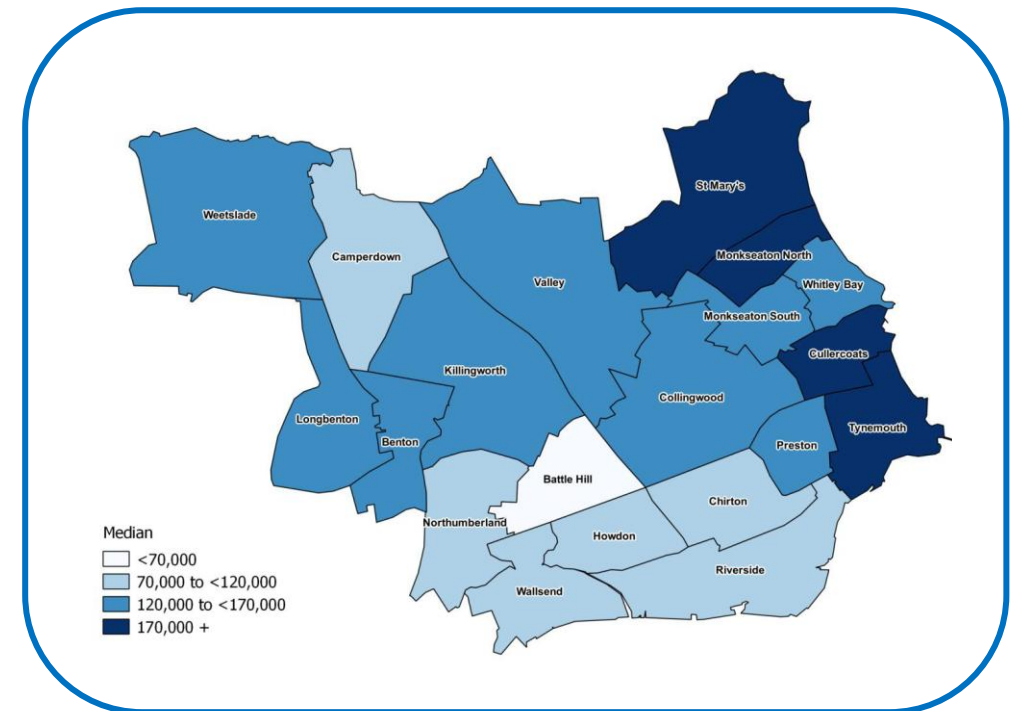 St Mary's
Weetslade
Monkseaton North
Camperdown
Valley
Whitley Bay
Monkseaton South
Cullercoats
Killingworth
Collingwood
Longbenton
Benton
Tynemouth
Preston
Battle Hill
Chirton
Northumberland
Howdon
Riverside
Wallsend
Median
<70,000
70,000 to <120,000
120,000 to <170,000
170,000 +